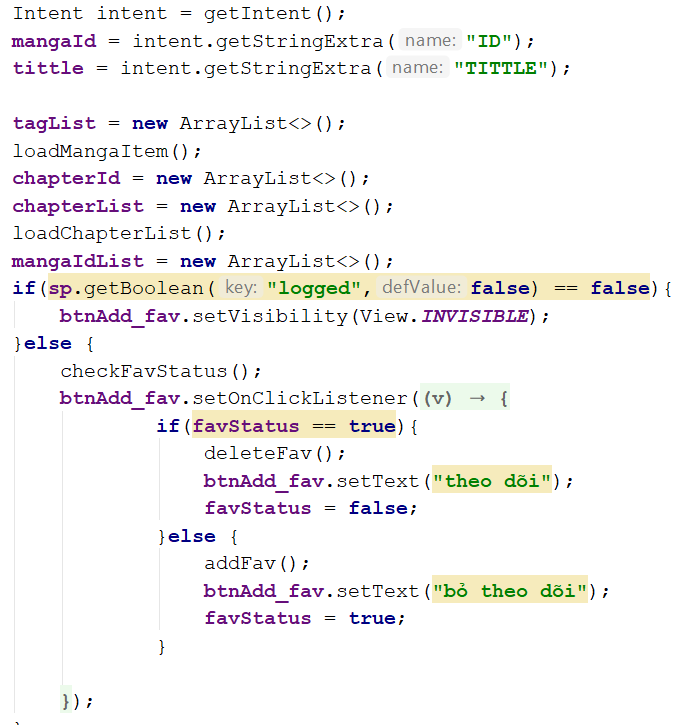 Intent intent = getIntent();
mangaId = intent.getStringExtra( name: "ID");
tittle = intent.getStringExtra( name: "TITTLE");
tagList = new ArrayList<>();
loadMangaItem();
chapterId = new ArrayList<>();
chapterList = new ArrayList<>();
loadChapterList();
mangaIdList = new ArrayList<>();
if(sp.getBoolean( key: "logged", defValue: false) == false){
btnAdd_fav.setVisibility(View.INVISIBLE);
}else {
checkFavStatus();
btnAdd_fav.setOnClickListener((v) → {
if(favStatus == true){
deleteFav();
btnAdd_fav.setText("theo dõi");
favStatus = false;
}else {
addFav();
btnAdd_fav.setText("bỏ theo dõi");
favStatus = true;
}
});